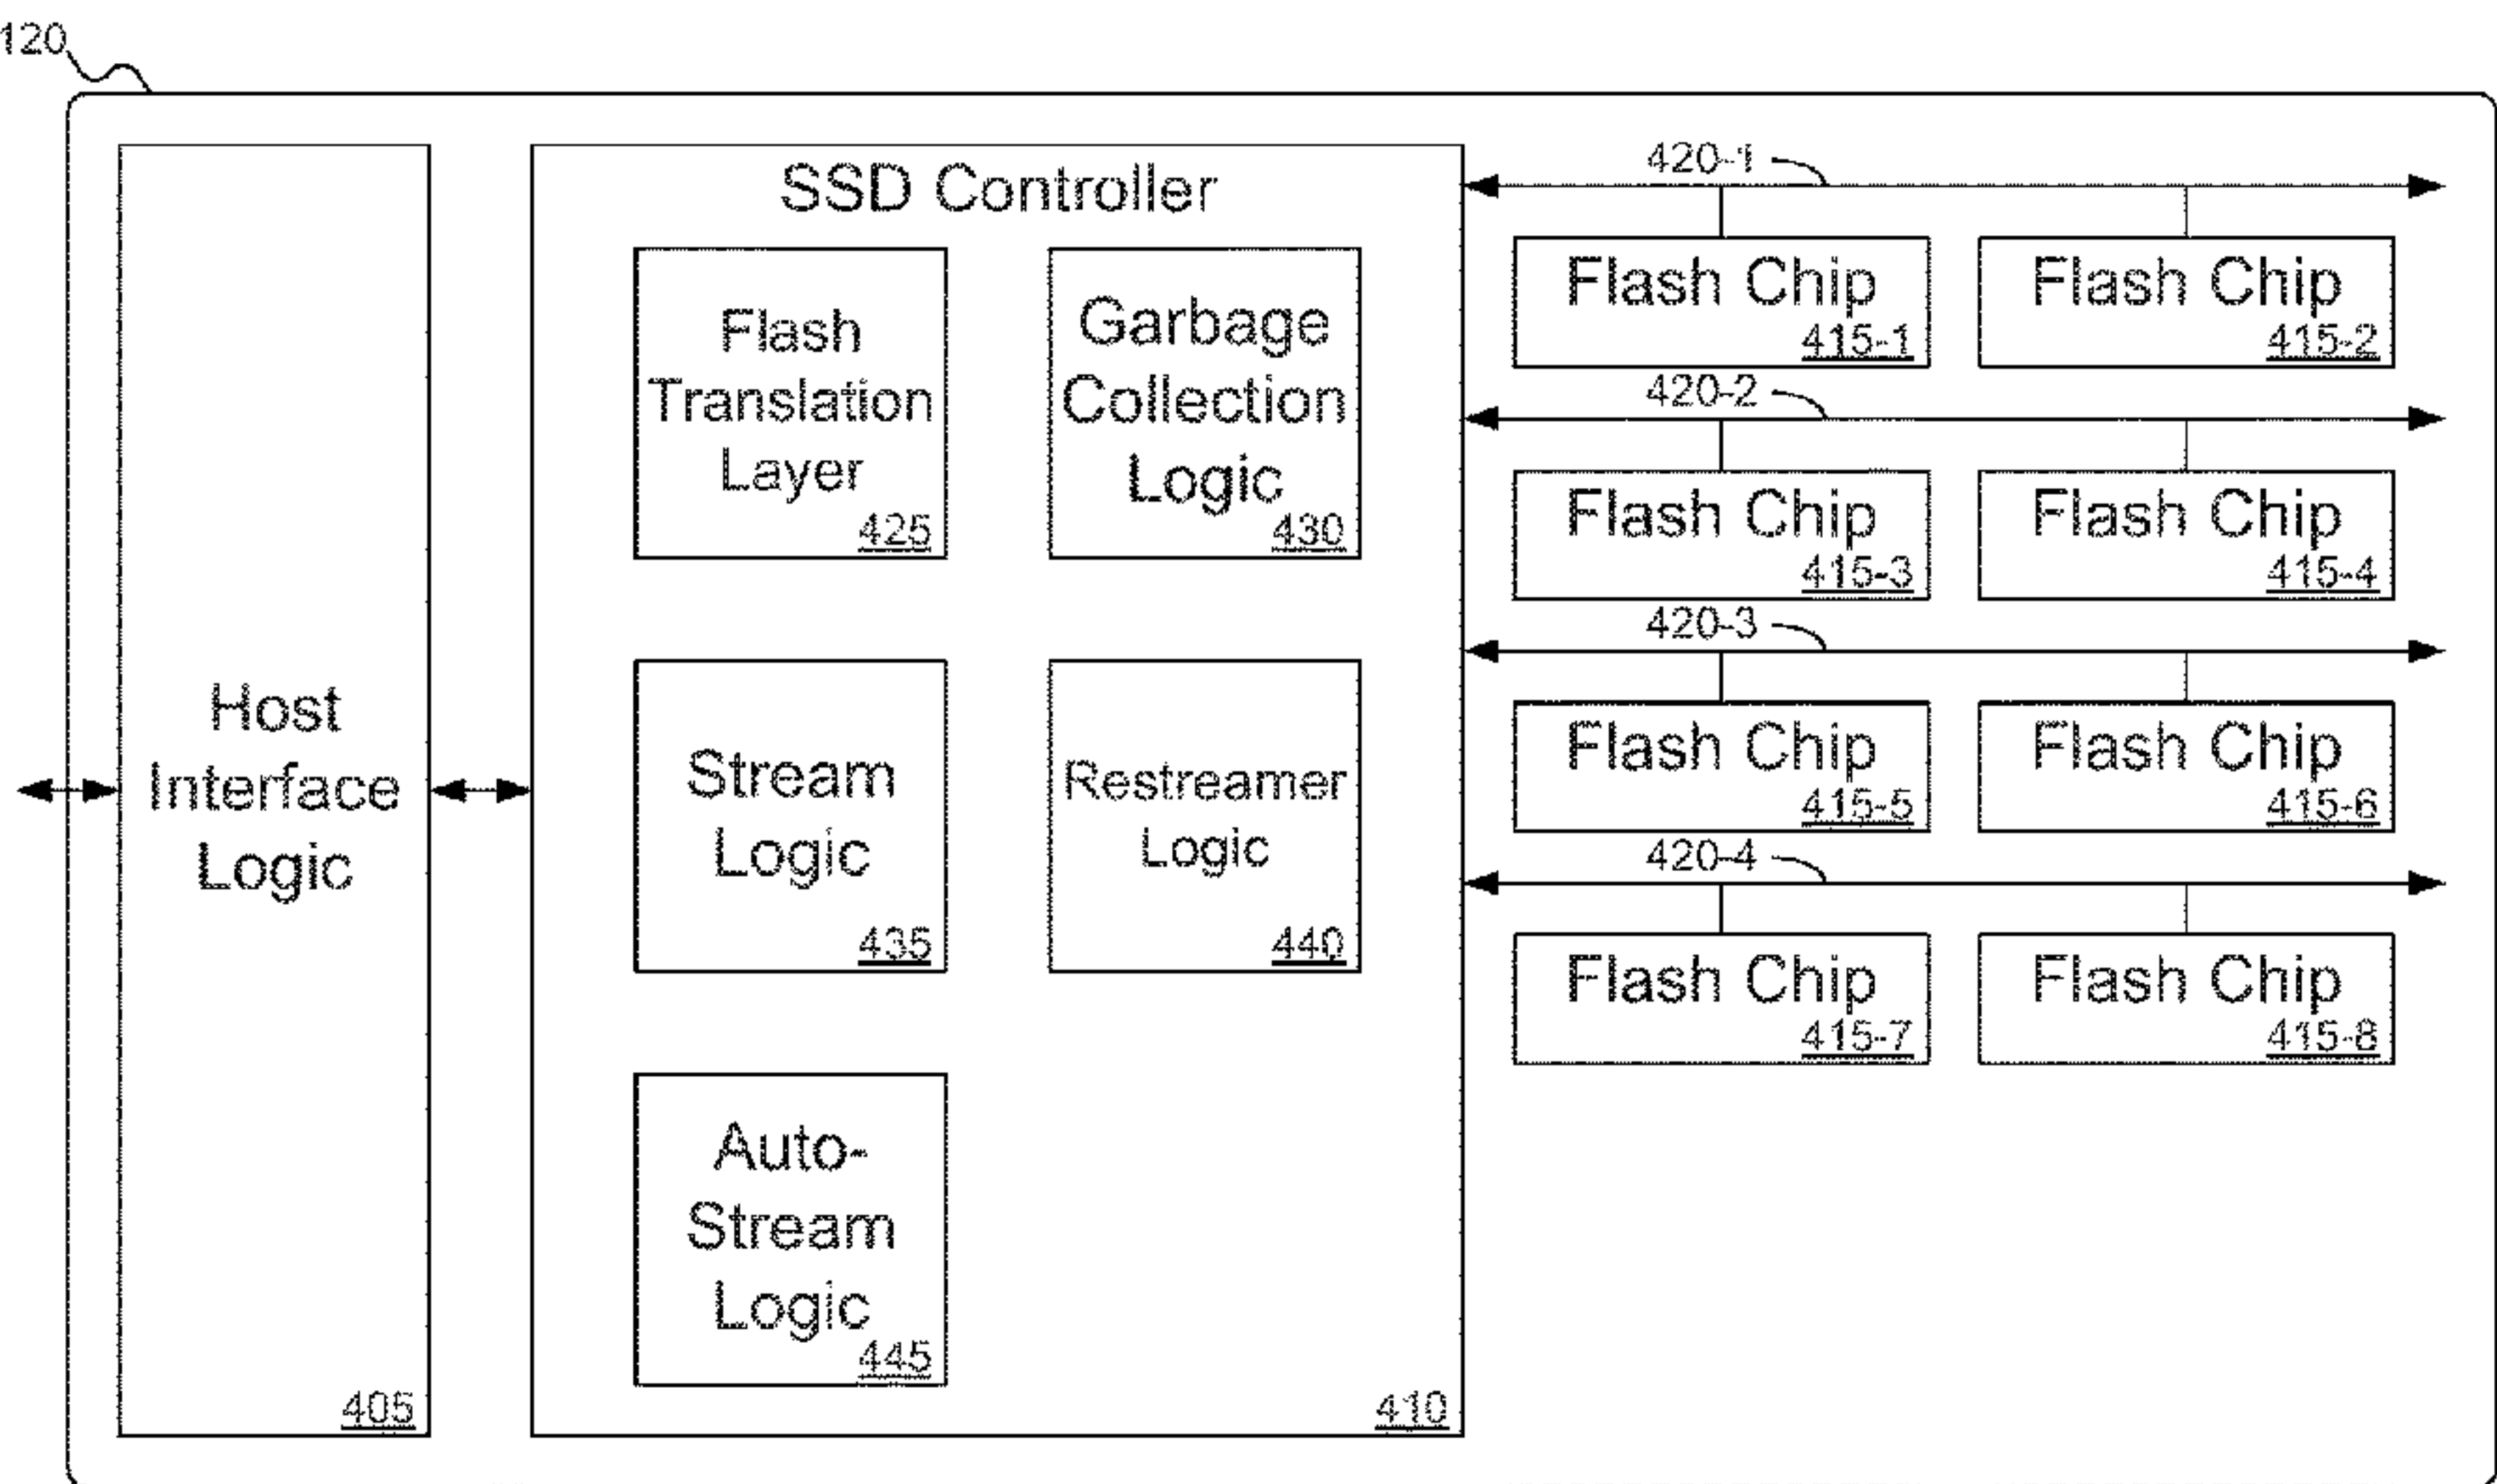 120
SSD Controller
Flash
Translation
Layer
425
Garbage
Collection
Logic
430
Stream
Logic
435
Restreamer
Logic
440
Auto-
Stream
Logic
445
410
Host
Interface
Logic
405
420-1
Flash Chip
415-1
Flash Chip
415-2
420-2
Flash Chip
415-3
Flash Chip
415-4
420-3
Flash Chip
415-5
Flash Chip
415-6
420-4
Flash Chip
415-7
Flash Chip
415-8